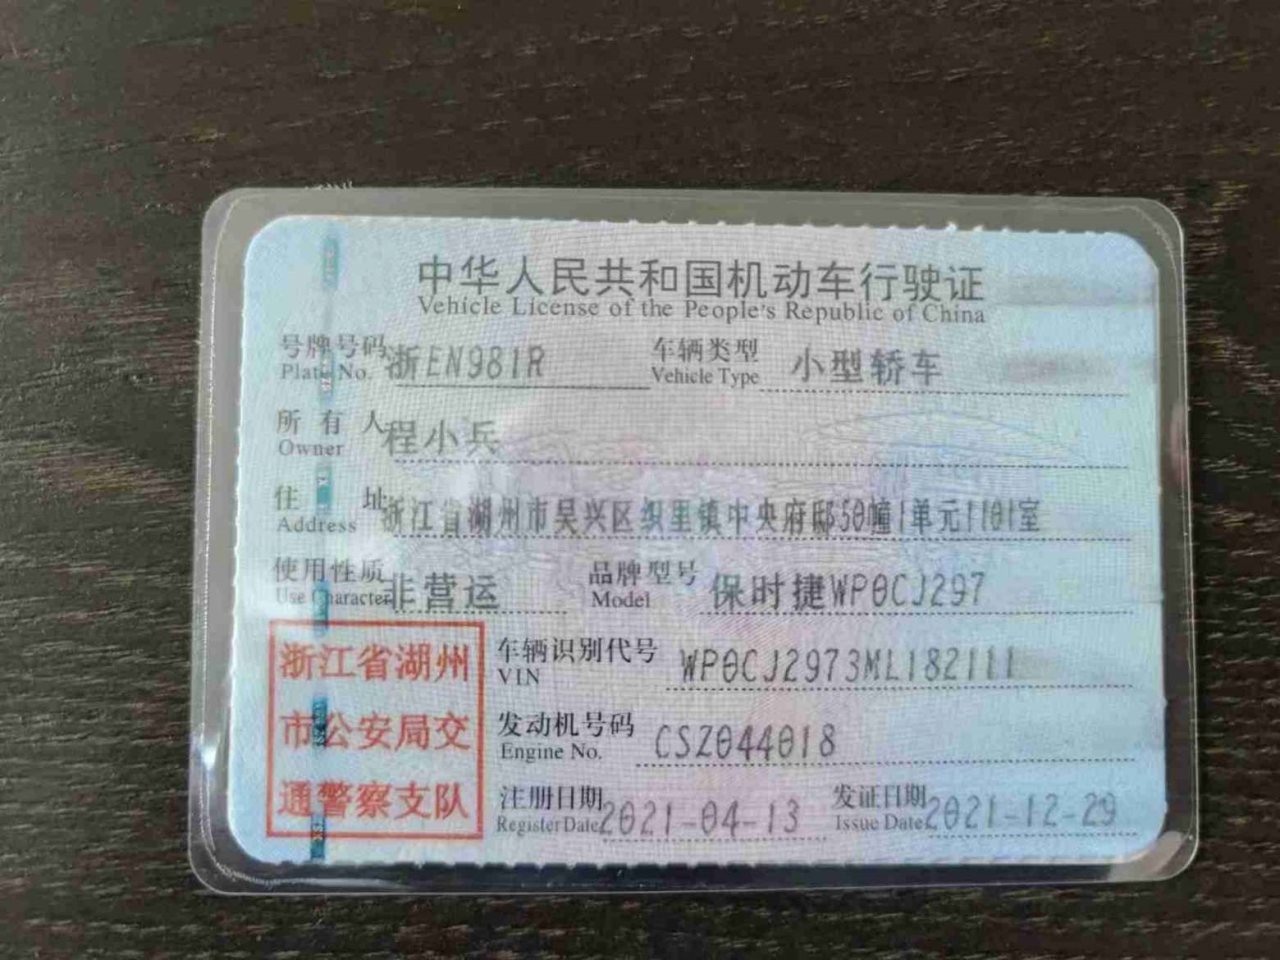 中华人民共和国机动车行驶证
Vehicle License of the People's Republic of China
号牌号码 浙EN981R 车辆类型 小型轿车
Plate No. Vehicle Type
所有人 程小兵
Owner
住址 浙江省湖州市吴兴区织里镇中央府邸50幢1单元1101室
Address
使用性质 非营运 品牌型号 保时捷WP0CJ297
Use Character Model
浙江省湖州
市公安局交
通警察支队
车辆识别代号 WP0CJ2973ML182111
VIN
发动机号码 CSZ044018
Engine No.
注册日期 2021-04-13 发证日期 2021-12-29
Register Date Issue Date